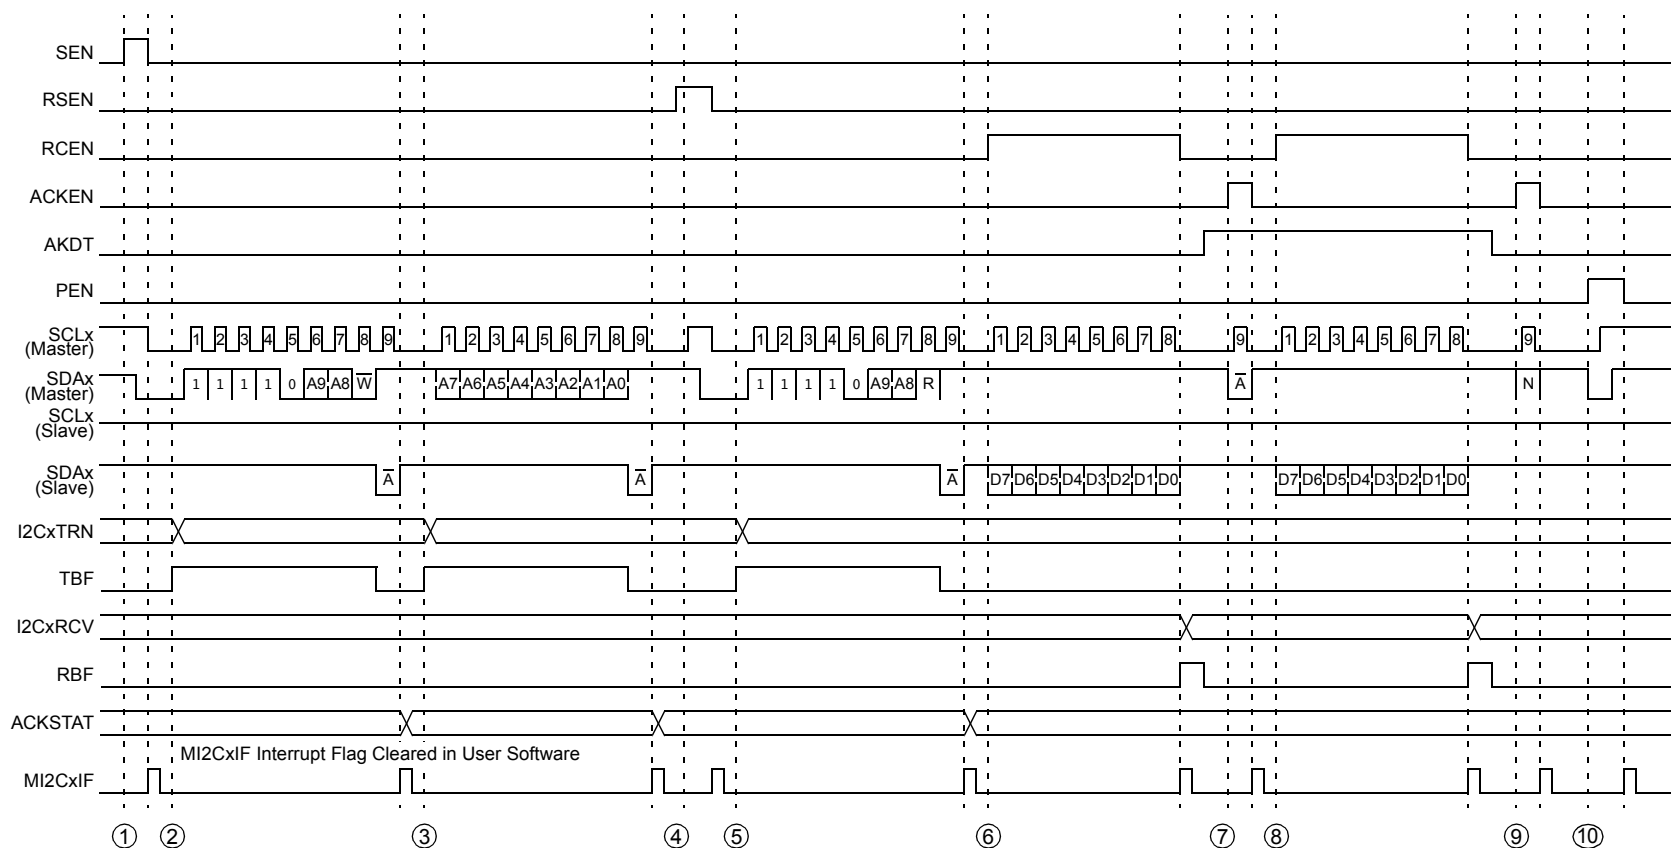 SEN
RSEN
RCEN
ACKEN
AKDT
PEN
SCLx
(Master)
1 2 3 4 5 6 7 8 9 1 2 3 4 5 6 7 8 9 1 2 3 4 5 6 7 8 9 1 2 3 4 5 6 7 8 9 1 2 3 4 5 6 7 8 9
SDAx
(Master)
1 1 1 1 0 A9 A8 W̅ A7 A6 A5 A4 A3 A2 A1 A0 1 1 1 1 0 A9 A8 R A̅ N
SCLx
(Slave)
SDAx
(Slave)
A̅ A̅ A̅ D7 D6 D5 D4 D3 D2 D1 D0 D7 D6 D5 D4 D3 D2 D1 D0
I2CxTRN
TBF
I2CxRCV
RBF
ACKSTAT
MI2CxIF Interrupt Flag Cleared in User Software
MI2CxIF
① ② ③ ④ ⑤ ⑥ ⑦ ⑧ ⑨ ⑩